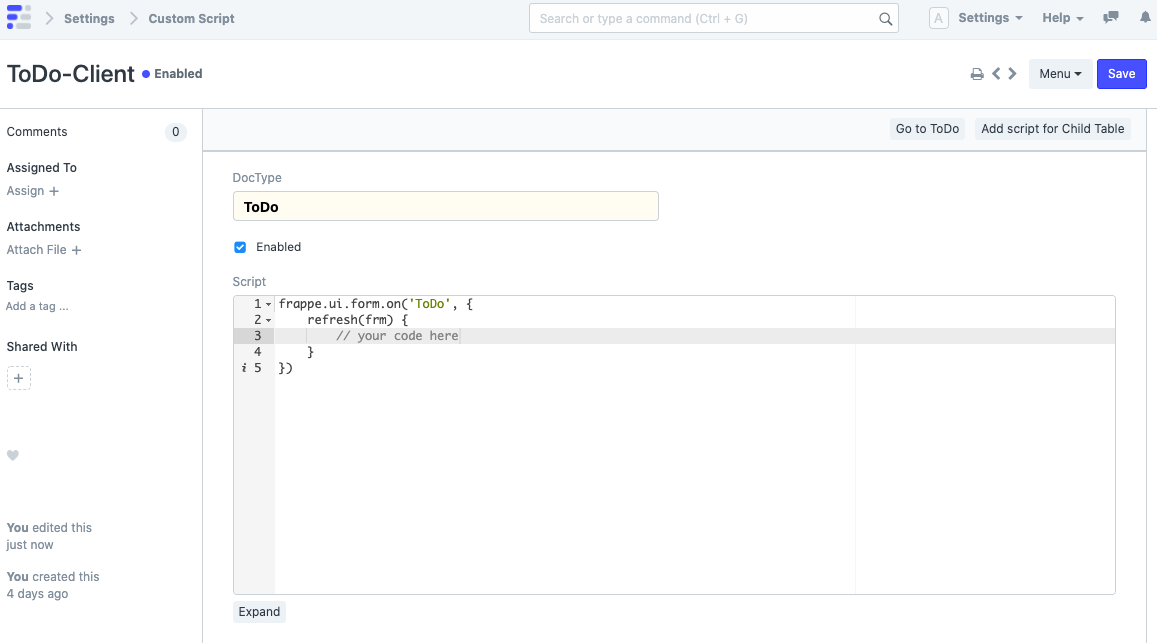 Settings Custom Script Search or type a command (Ctrl + G) A Settings Help
ToDo-Client Enabled Menu Save
Comments 0
Go to ToDo Add script for Child Table
Assigned To
Assign +
Attachments
Attach File +
Tags
Add a tag ...
Shared With
+
You edited this
just now
You created this
4 days ago
DocType
ToDo
Enabled
Script
1 frappe.ui.form.on('ToDo', {
2 refresh(frm) {
3 // your code here
4 }
i 5 })
Expand